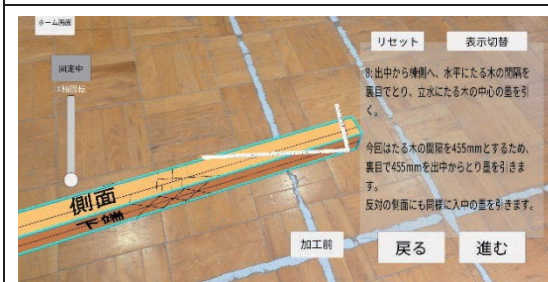 ホーム画面
固定中
X軸回転
リセット
表示切替
8:出中から棟側へ、水平にたる木の間隔を
裏目でとり、立水にたる木の中心の墨を引
く。
今回はたる木の間隔を455mmとするため、
裏目で455mmを出中からとり墨を引きま
す。
反対の側面にも同様に入中の墨を引きます。
側面
下端
加工前
戻る
進む